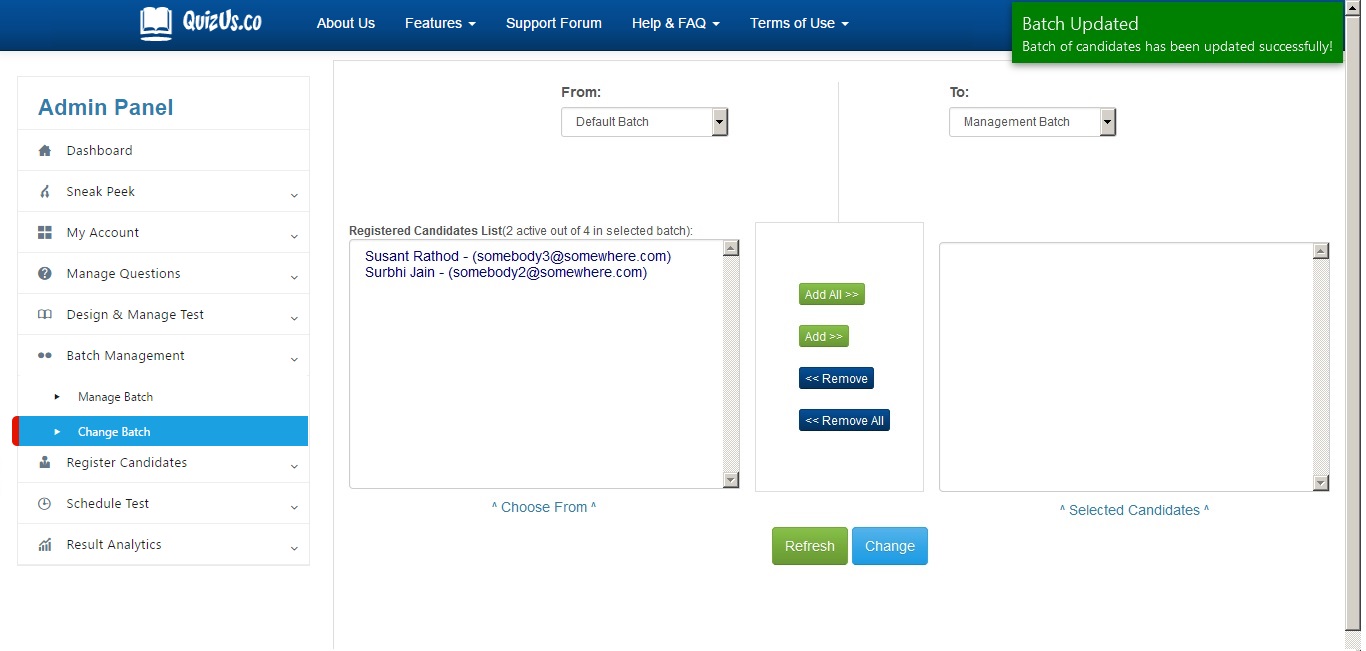 QuizUs.co
About Us
Features
Support Forum
Help & FAQ
Terms of Use
Batch Updated
Batch of candidates has been updated successfully!
Admin Panel
Dashboard
Sneak Peek
My Account
Manage Questions
Design & Manage Test
Batch Management
Manage Batch
Change Batch
Register Candidates
Schedule Test
Result Analytics
From:
Default Batch
To:
Management Batch
Registered Candidates List(2 active out of 4 in selected batch):
Susant Rathod - (somebody3@somewhere.com)
Surbhi Jain - (somebody2@somewhere.com)
Add All >>
Add >>
<< Remove
<< Remove All
^ Choose From ^
^ Selected Candidates ^
Refresh
Change